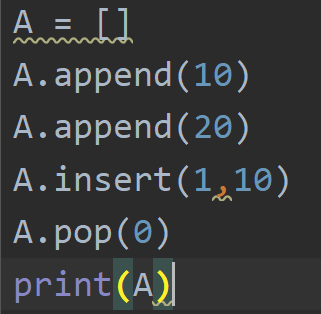 A = []
A.append(10)
A.append(20)
A.insert(1,10)
A.pop(0)
print(A)